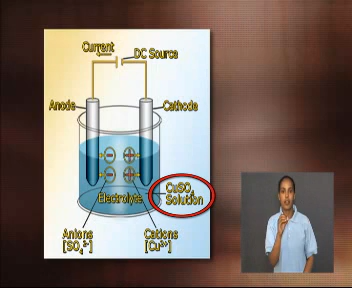 Current
DC Source
Anode
Cathode
Electrolyte
CuSO4
Solution
Anions
[SO4²⁻]
Cations
[Cu²⁺]